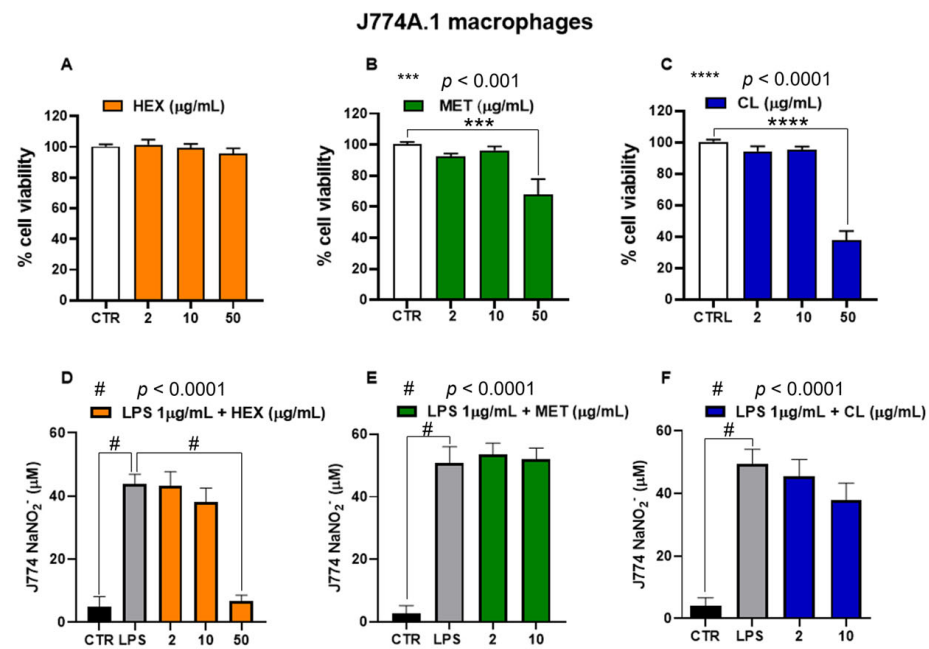 J774A.1 macrophages
A
HEX (μg/mL)
% cell viability
120
100
80
60
40
20
0
CTR 2 10 50
B
*** p < 0.001
MET (μg/mL)
***
% cell viability
120
100
80
60
40
20
0
CTR 2 10 50
C
**** p < 0.0001
CL (μg/mL)
****
% cell viability
120
100
80
60
40
20
0
CTRL 2 10 50
D
# p < 0.0001
LPS 1μg/mL + HEX (μg/mL)
# #
J774 NaNO₂⁻ (μM)
60
40
20
0
CTR LPS 2 10 50
E
# p < 0.0001
LPS 1μg/mL + MET (μg/mL)
#
J774 NaNO₂⁻ (μM)
60
40
20
0
CTR LPS 2 10
F
# p < 0.0001
LPS 1μg/mL + CL (μg/mL)
#
J774 NaNO₂⁻ (μM)
60
40
20
0
CTR LPS 2 10